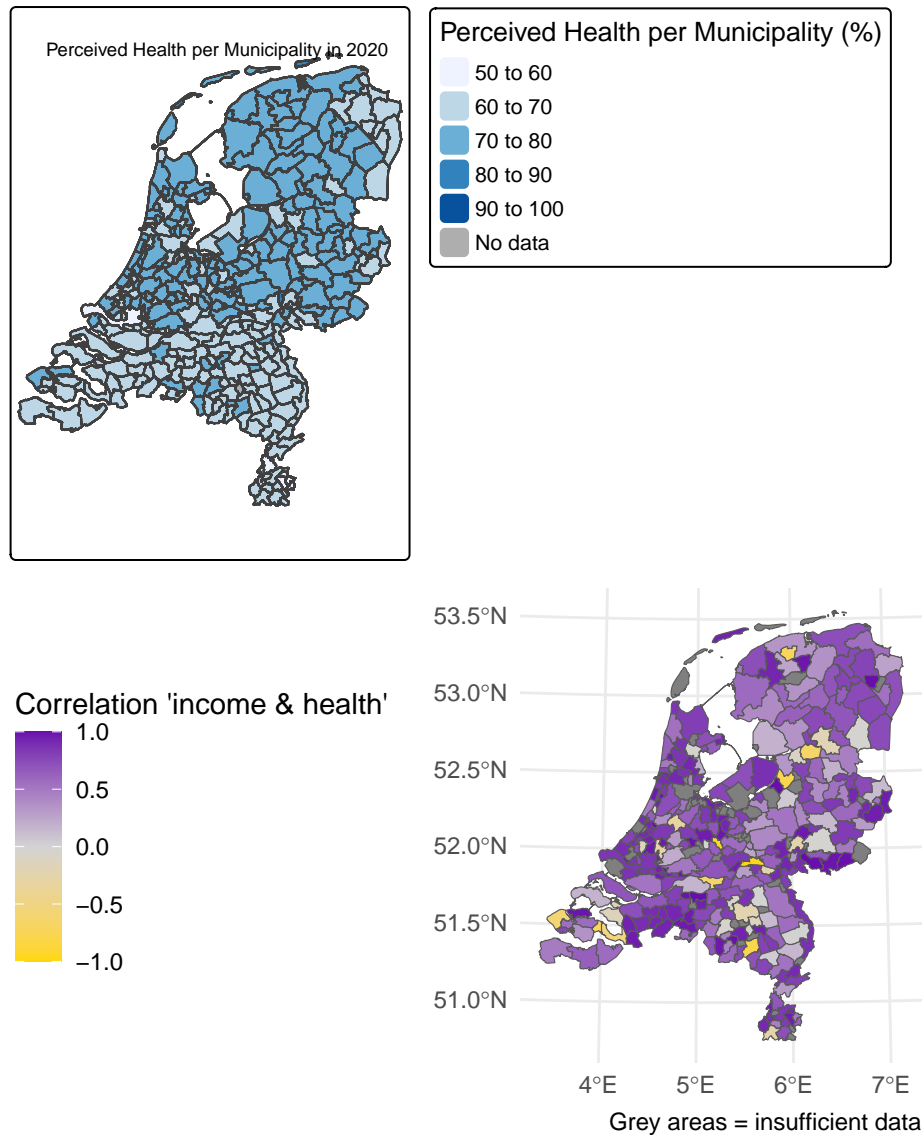 Perceived Health per Municipality in 2020
Perceived Health per Municipality (%)
50 to 60
60 to 70
70 to 80
80 to 90
90 to 100
No data
Correlation 'income & health'
1.0
0.5
0.0
−0.5
−1.0
53.5°N
53.0°N
52.5°N
52.0°N
51.5°N
51.0°N
4°E 5°E 6°E 7°E
Grey areas = insufficient data